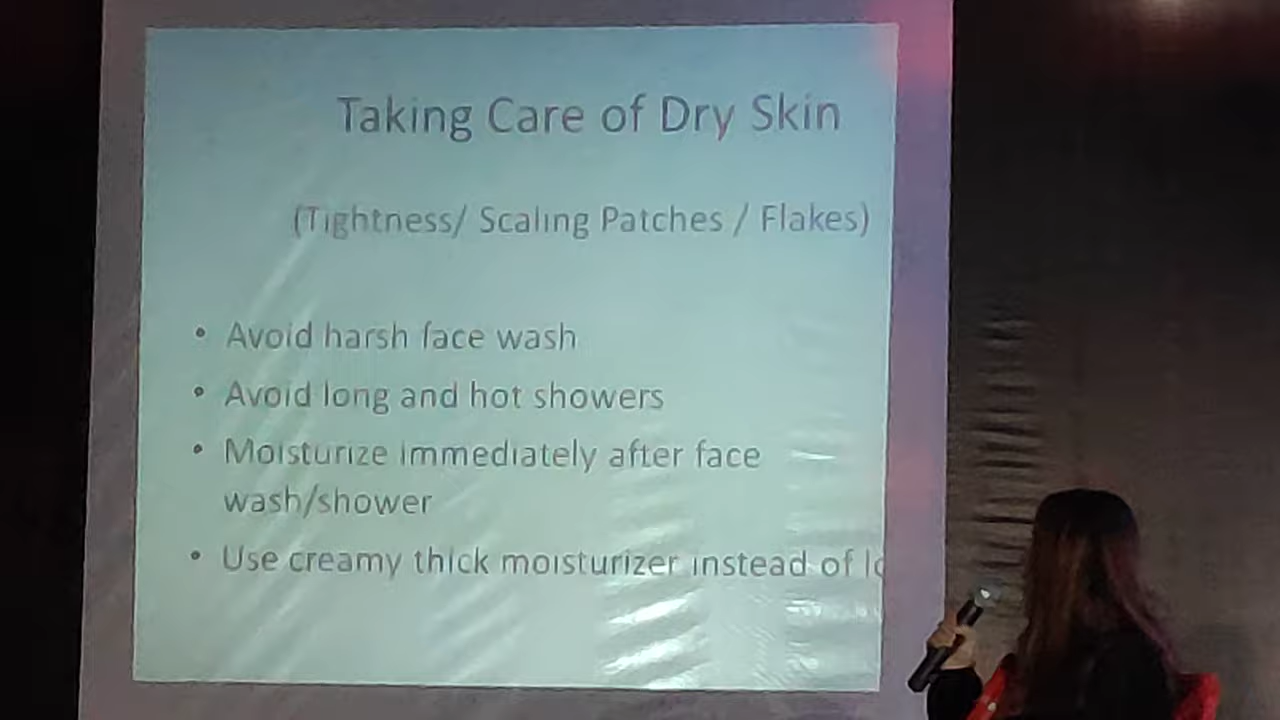 Taking Care of Dry Skin
(Tightness/ Scaling Patches / Flakes)
• Avoid harsh face wash
• Avoid long and hot showers
• Moisturize immediately after face
wash/shower
• Use creamy thick moisturizer instead of